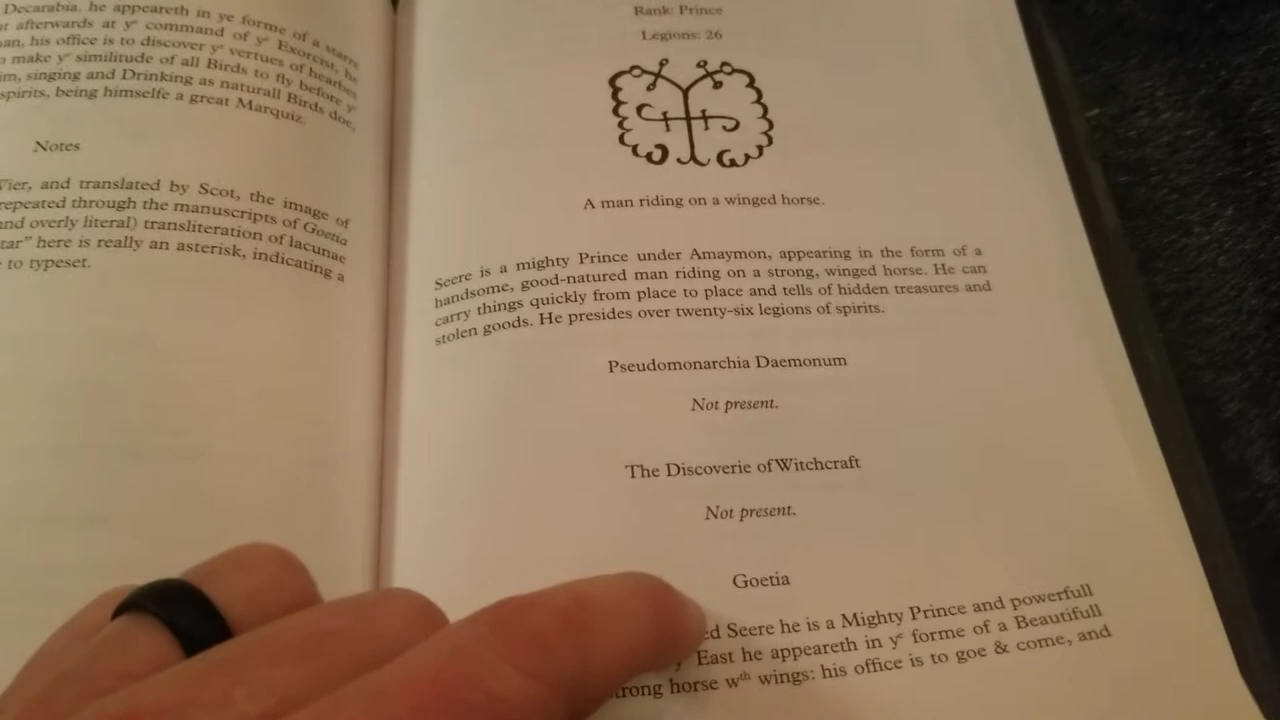 Decarabia, he appeareth in ye forme of a starre
afterwards at yᵉ command of yᵉ Exorcist, he
an, his office is to discover yᵉ vertues of hearbes
make yᵉ similitude of all Birds to fly before yᵉ
im, singing and Drinking as naturall Birds doe,
spirits, being himselfe a great Marquiz.
Notes
ier, and translated by Scot, the image of
repeated through the manuscripts of Goetia
nd overly literal) transliteration of lacunae
tar” here is really an asterisk, indicating a
to typeset.
Rank: Prince
Legions: 26
A man riding on a winged horse.
Seere is a mighty Prince under Amaymon, appearing in the form of a
handsome, good-natured man riding on a strong, winged horse. He can
carry things quickly from place to place and tells of hidden treasures and
stolen goods. He presides over twenty-six legions of spirits.
Pseudomonarchia Daemonum
Not present.
The Discoverie of Witchcraft
Not present.
Goetia
ed Seere he is a Mighty Prince and powerfull
East he appeareth in yᵉ forme of a Beautifull
trong horse wᵗʰ wings: his office is to goe & come, and